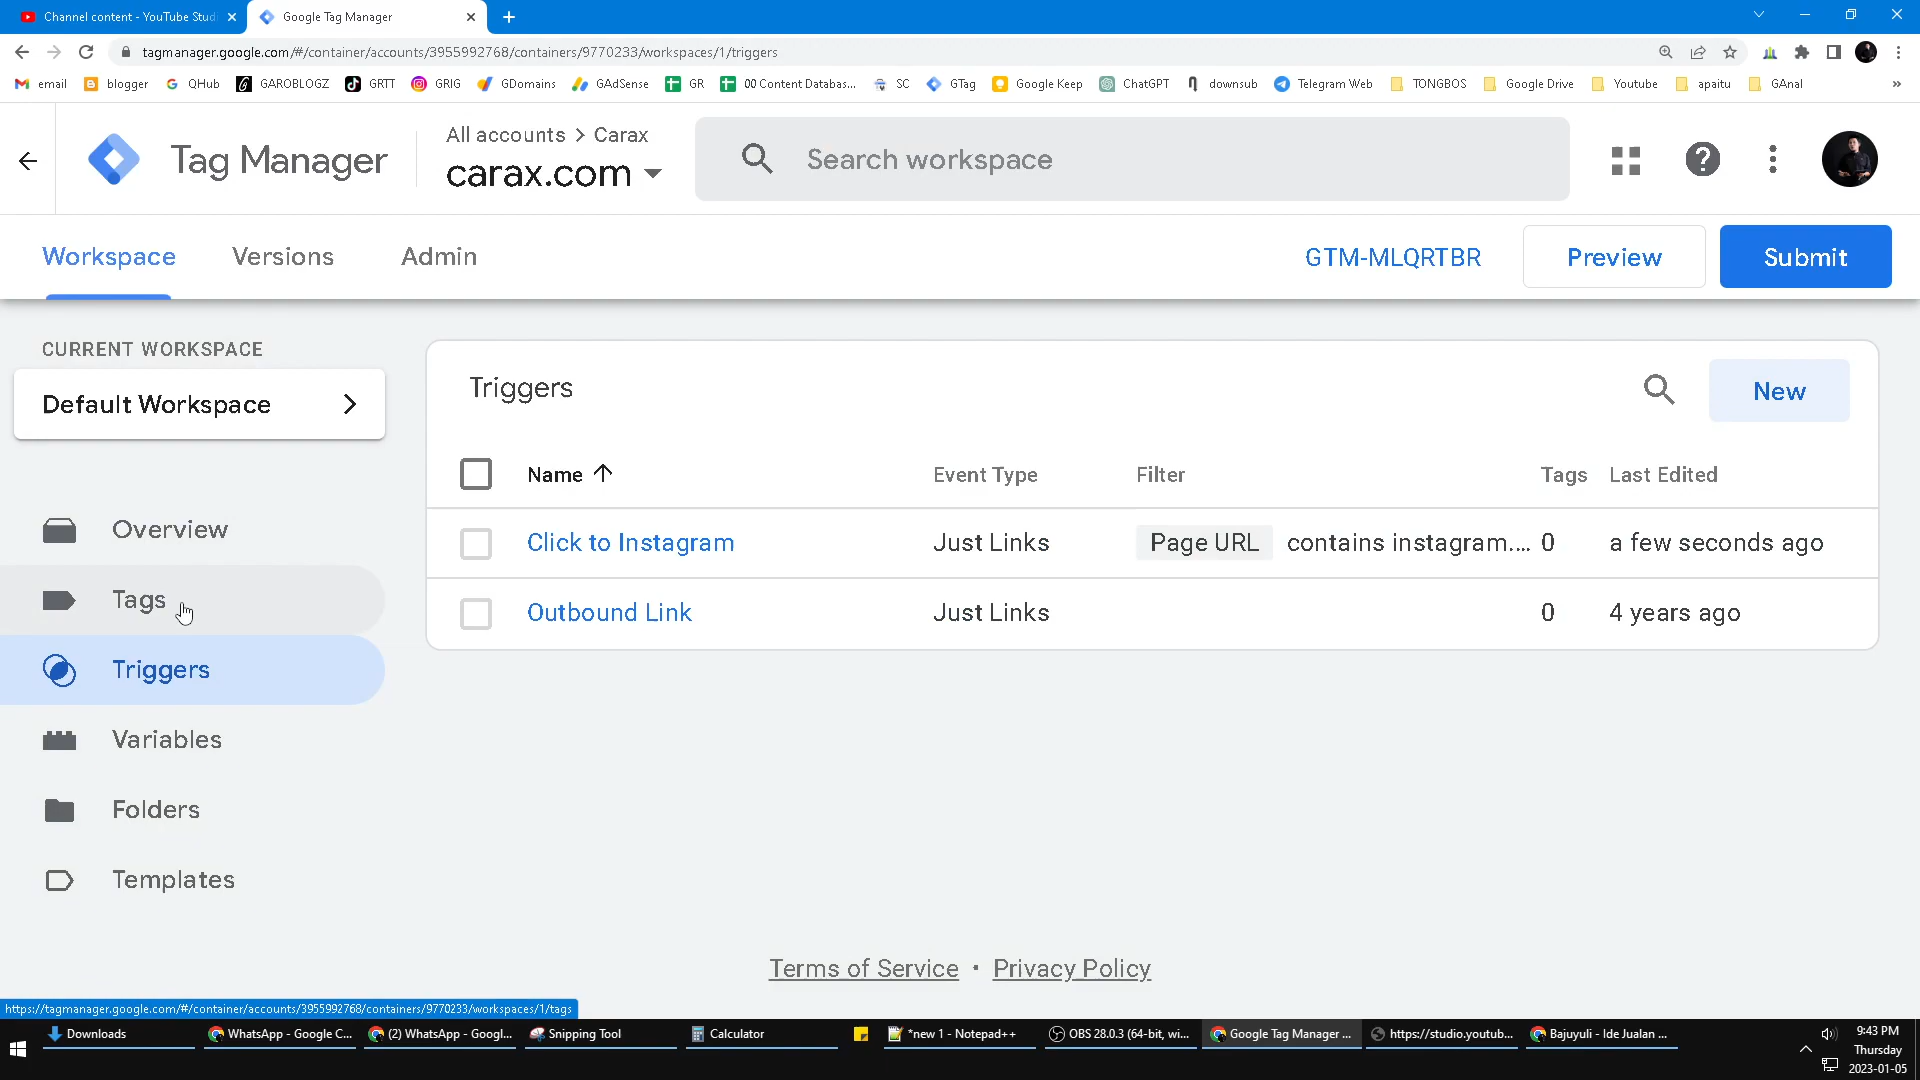 Channel content - YouTube Studi
Google Tag Manager
tagmanager.google.com/#/container/accounts/3955992768/containers/9770233/workspaces/1/triggers
email
blogger
QHub
GAROBLOGZ
GRTT
GRIG
GDomains
GAdSense
GR
00 Content Databas...
SC
GTag
Google Keep
ChatGPT
downsub
Telegram Web
TONGBOS
Google Drive
Youtube
apaitu
GAnal
»
Tag Manager
All accounts > Carax
carax.com
Search workspace
Workspace
Versions
Admin
GTM-MLQRTBR
Preview
Submit
CURRENT WORKSPACE
Default Workspace
Overview
Tags
Triggers
Variables
Folders
Templates
Triggers
New
Name
Event Type
Filter
Tags
Last Edited
Click to Instagram
Just Links
Page URL contains instagram....
0
a few seconds ago
Outbound Link
Just Links
0
4 years ago
Terms of Service • Privacy Policy
https://tagmanager.google.com/#/container/accounts/3955992768/containers/9770233/workspaces/1/tags
Downloads
WhatsApp - Google C...
(2) WhatsApp - Googl...
Snipping Tool
Calculator
*new 1 - Notepad++
OBS 28.0.3 (64-bit, wi...
Google Tag Manager ...
https://studio.youtub...
Bajuyuli - Ide Jualan ...
9:43 PM
Thursday
2023-01-05